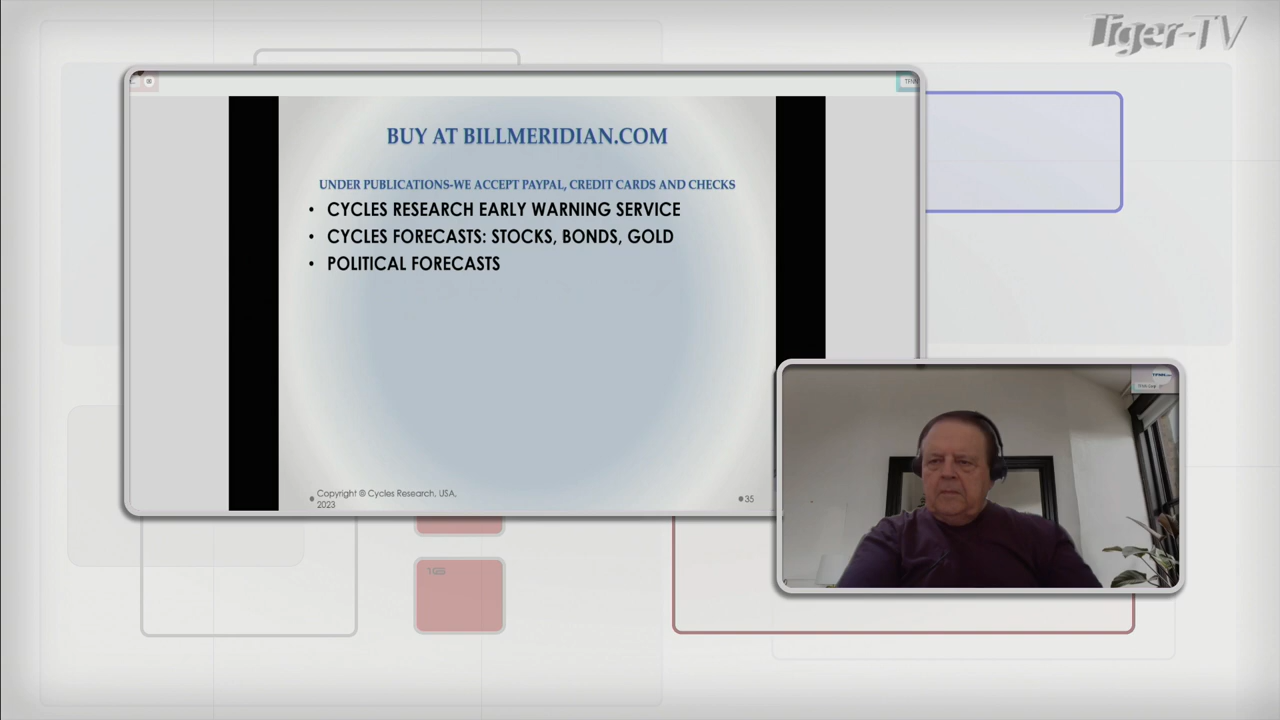 Tiger-TV
BUY AT BILLMERIDIAN.COM
UNDER PUBLICATIONS-WE ACCEPT PAYPAL, CREDIT CARDS AND CHECKS
• CYCLES RESEARCH EARLY WARNING SERVICE
• CYCLES FORECASTS: STOCKS, BONDS, GOLD
• POLITICAL FORECASTS
Copyright @ Cycles Research, USA,
2023
35